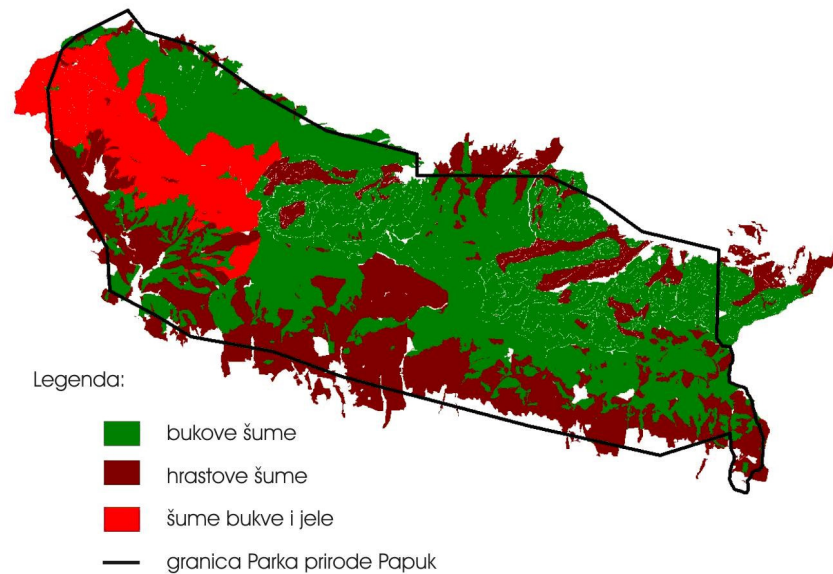 Legenda:
bukove šume
hrastove šume
šume bukve i jele
granica Parka prirode Papuk